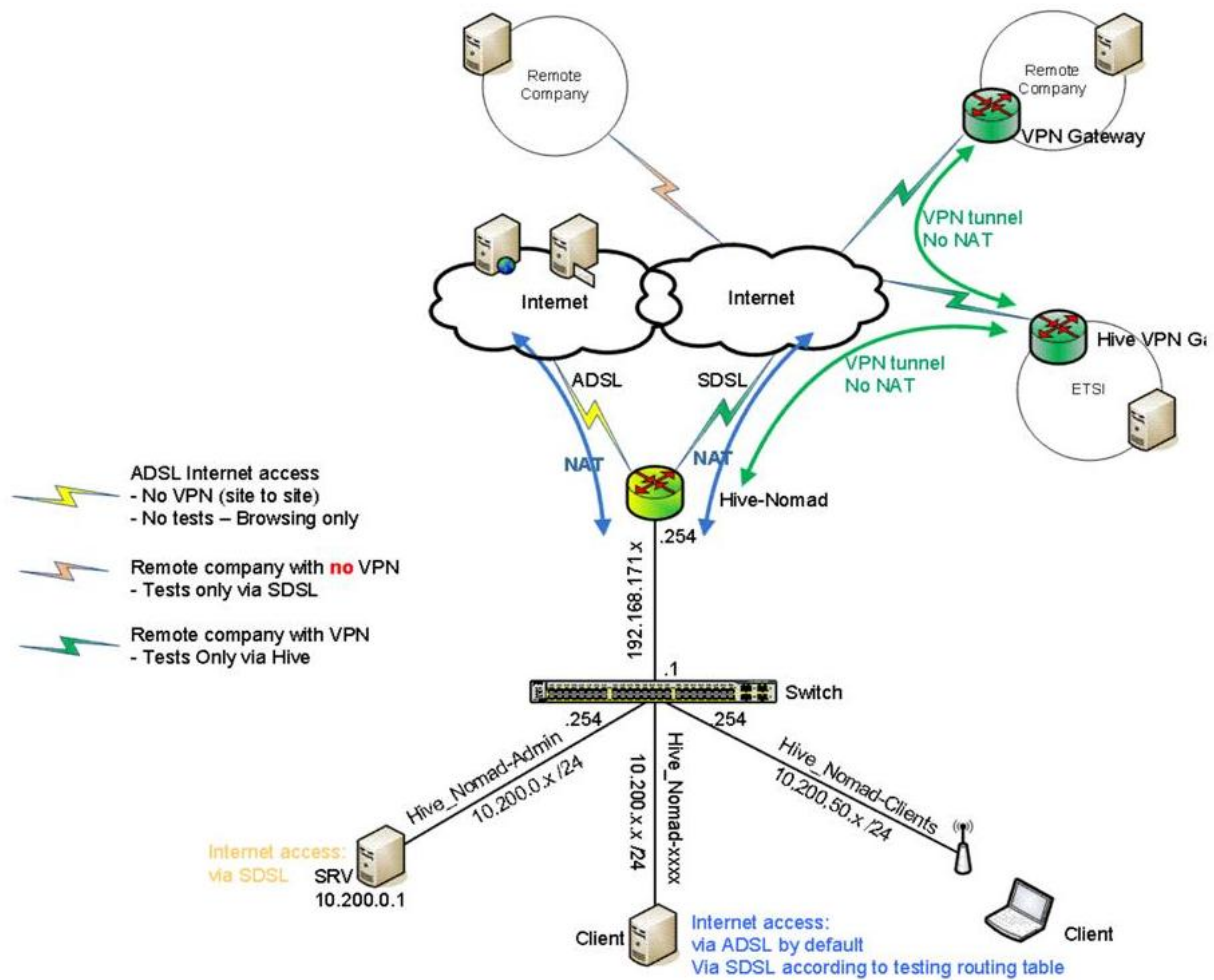 Remote
Company
Remote
Company
VPN Gateway
VPN tunnel
No NAT
Internet
Internet
Hive VPN Ga
ADSL
SDSL
VPN tunnel
No NAT
ETSI
NAT
NAT
Hive-Nomad
.254
192.168.171.x
ADSL Internet access
- No VPN (site to site)
- No tests – Browsing only
Remote company with no VPN
- Tests only via SDSL
Remote company with VPN
- Tests Only via Hive
.1
Switch
.254
.254
Hive_Nomad-Admin
10.200.0.x /24
Hive_Nomad-xxxx
10.200.x.x /24
Hive_Nomad-Clients
10.200.50.x /24
Internet access:
via SDSL
SRV
10.200.0.1
Client
Internet access:
via ADSL by default
Via SDSL according to testing routing table
Client